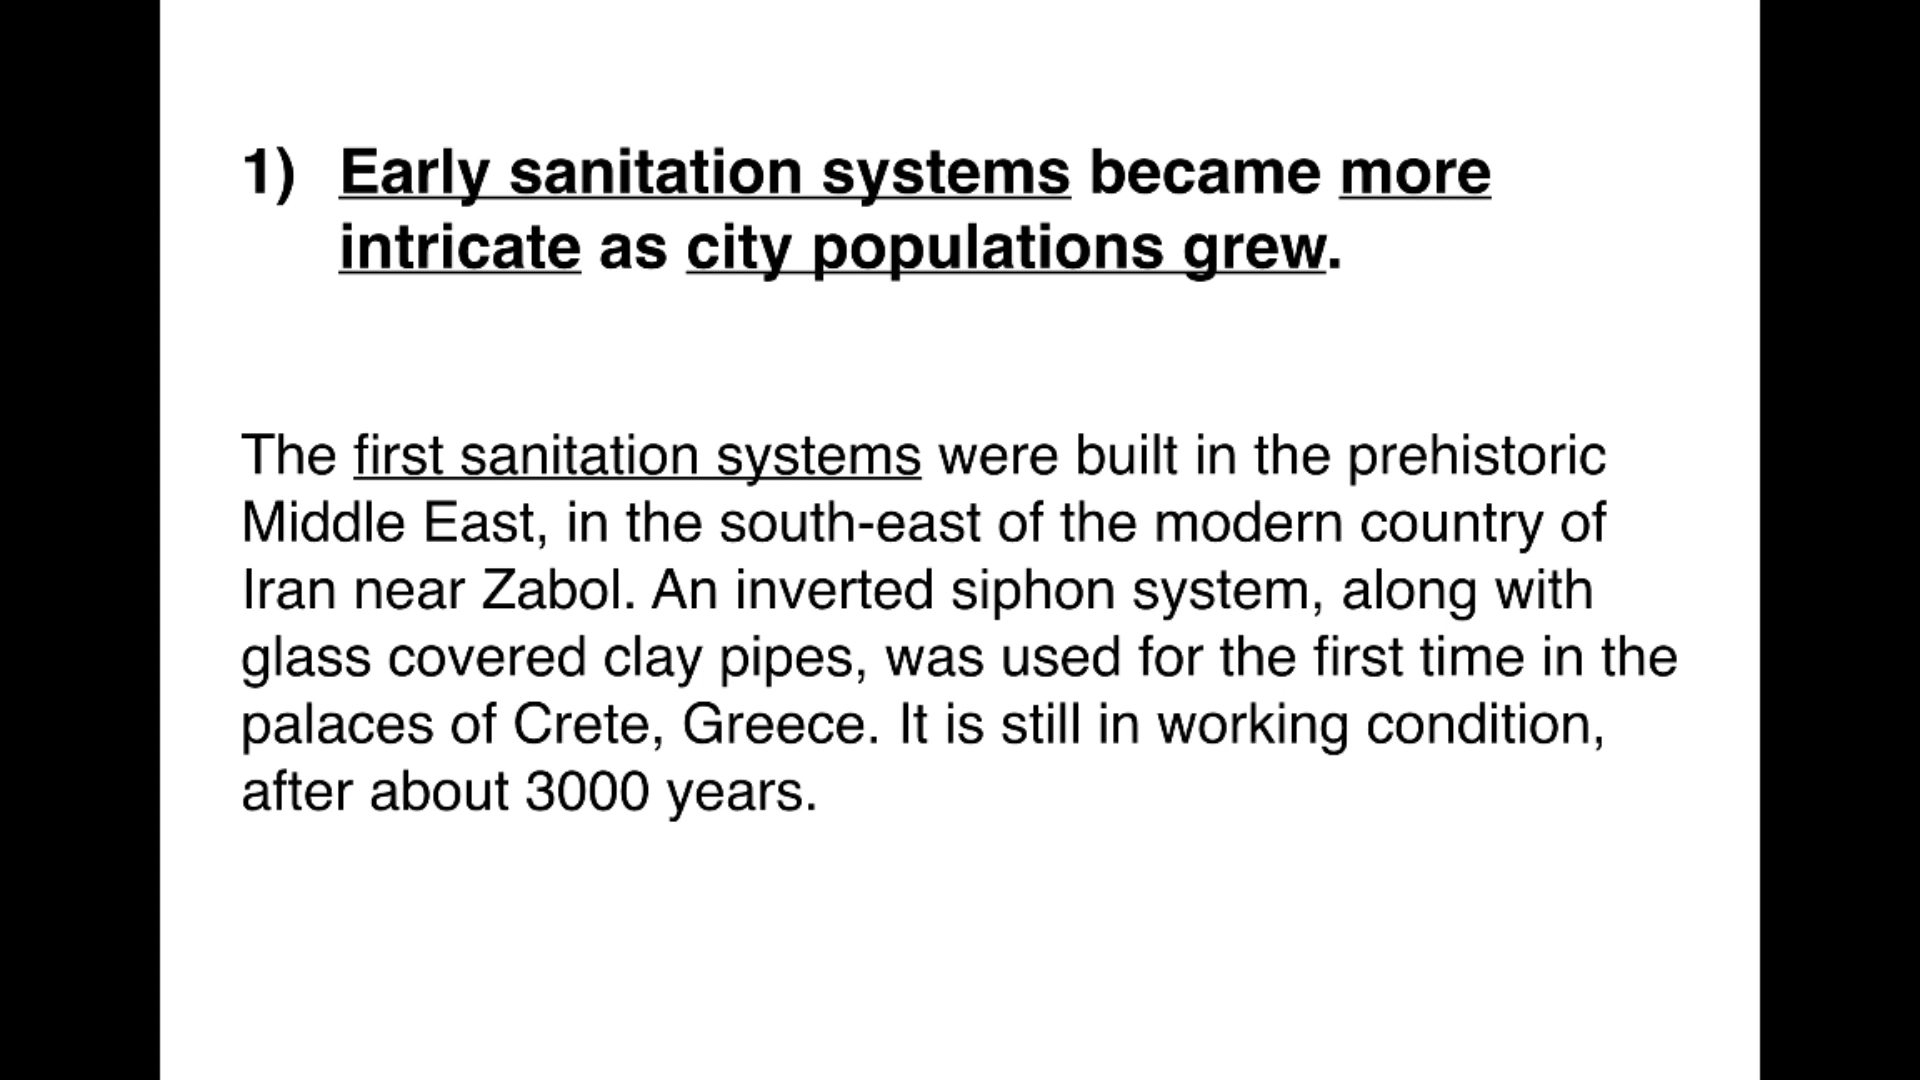 1) Early sanitation systems became more
intricate as city populations grew.
The first sanitation systems were built in the prehistoric
Middle East, in the south-east of the modern country of
Iran near Zabol. An inverted siphon system, along with
glass covered clay pipes, was used for the first time in the
palaces of Crete, Greece. It is still in working condition,
after about 3000 years.